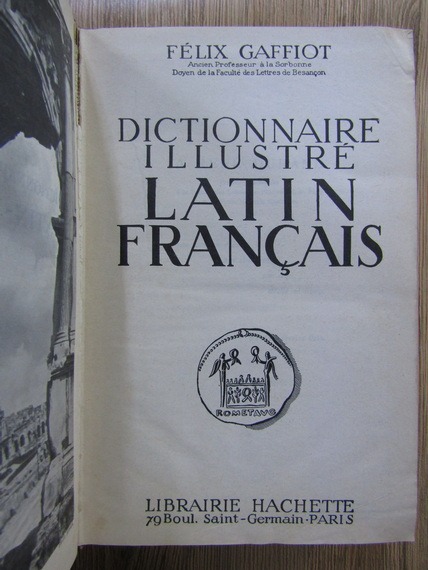 FÉLIX GAFFIOT
Ancien Professeur à la Sorbonne
Doyen de la Faculté des Lettres de Besançon
DICTIONNAIRE
ILLUSTRÉ
LATIN
FRANÇAIS
ROMETAVG
LIBRAIRIE HACHETTE
79 Boul. Saint-Germain-PARIS